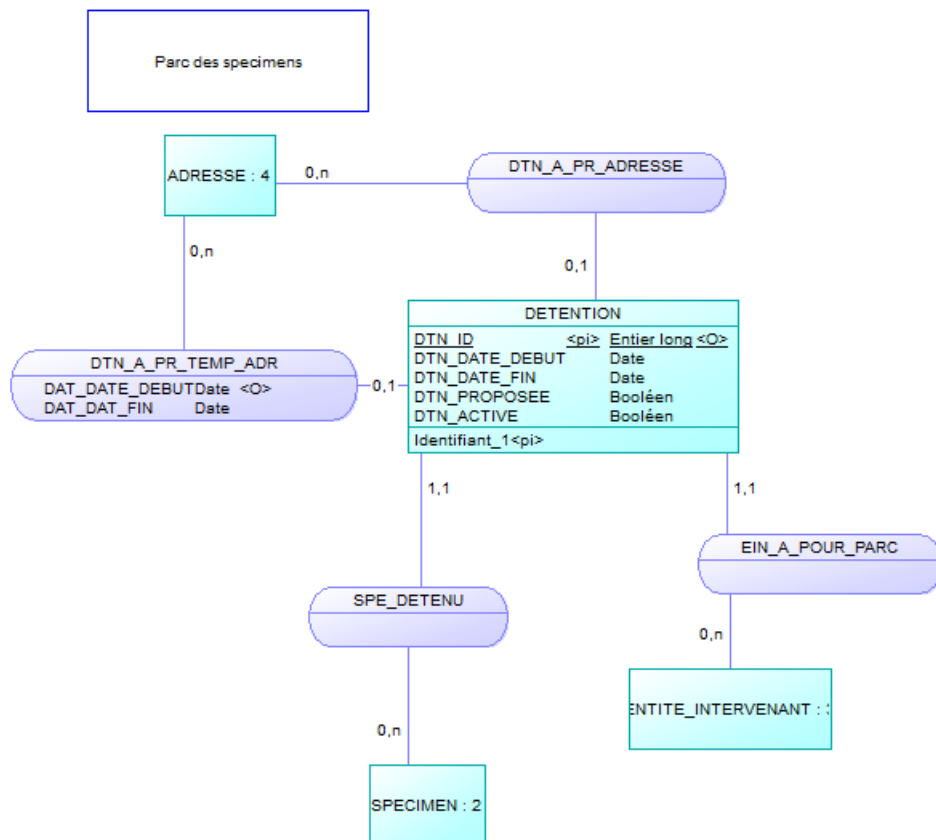 Parc des specimens
ADRESSE : 4
0,n
DTN_A_PR_ADRESSE
0,n
0,1
DETENTION
DTN_ID <pi> Entier long <O>
DTN_DATE_DEBUT Date
DTN_DATE_FIN Date
DTN_PROPOSEE Booléen
DTN_ACTIVE Booléen
Identifiant_1<pi>
DTN_A_PR_TEMP_ADR
DAT_DATE_DEBUTDate <O>
DAT_DAT_FIN Date
0,1
1,1
1,1
EIN_A_POUR_PARC
SPE_DETENU
0,n
ENTITE_INTERVENANT :
0,n
SPECIMEN : 2